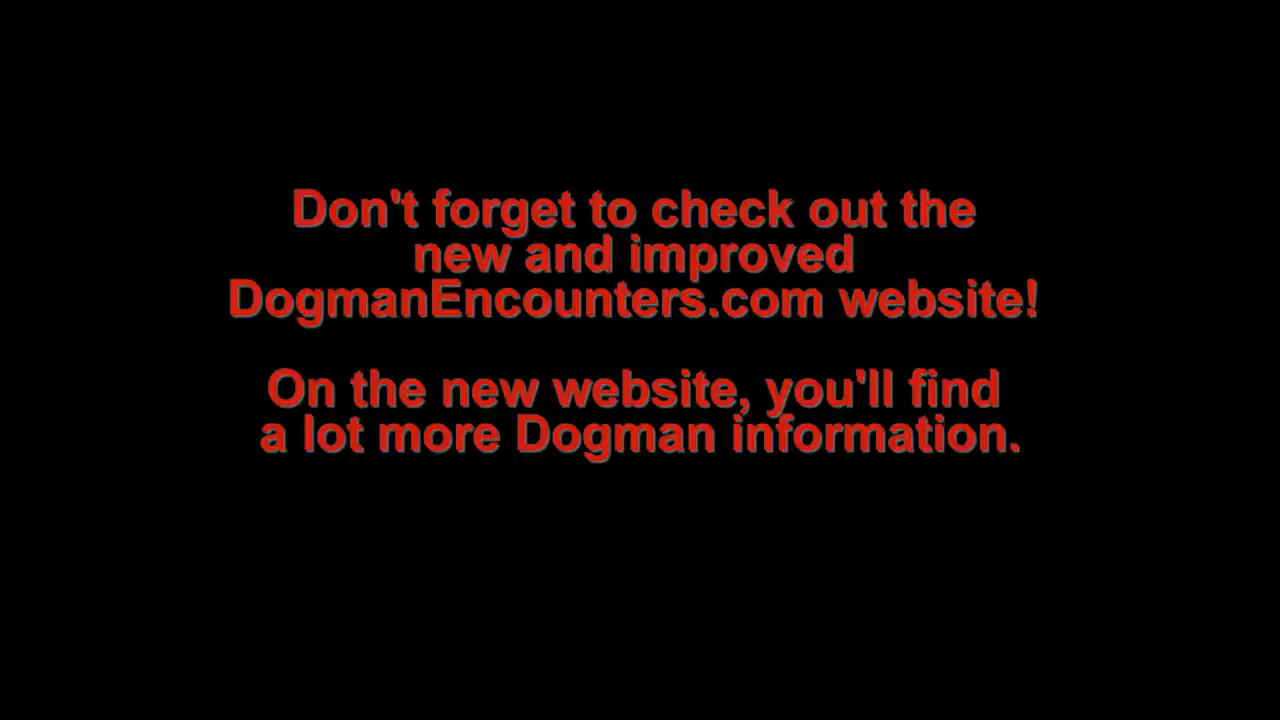 Don't forget to check out the
new and improved
DogmanEncounters.com website!
On the new website, you'll find
a lot more Dogman information.